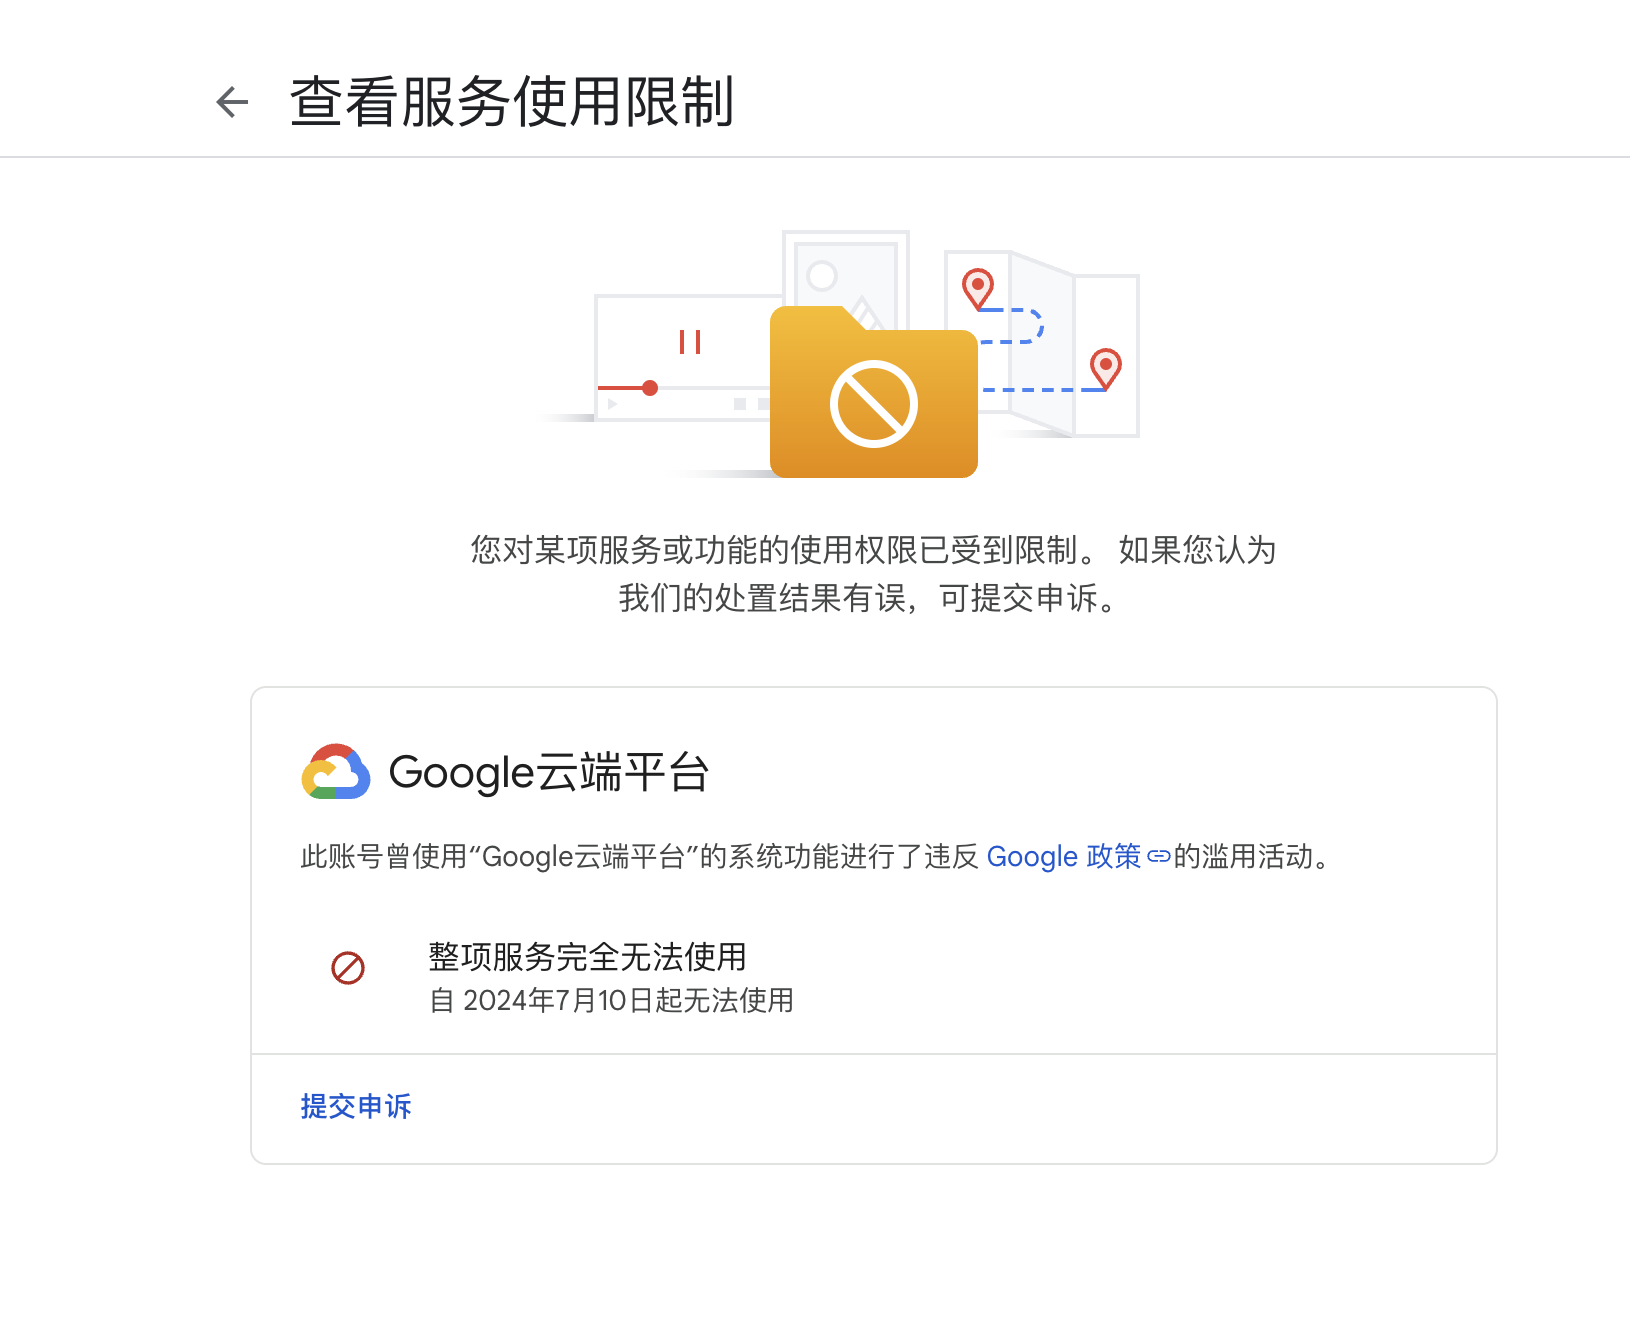 查看服务使用限制
您对某项服务或功能的使用权限已受到限制。 如果您认为
我们的处置结果有误，可提交申诉。
Google云端平台
此账号曾使用“Google云端平台”的系统功能进行了违反 Google 政策的滥用活动。
整项服务完全无法使用
自 2024年7月10日起无法使用
提交申诉